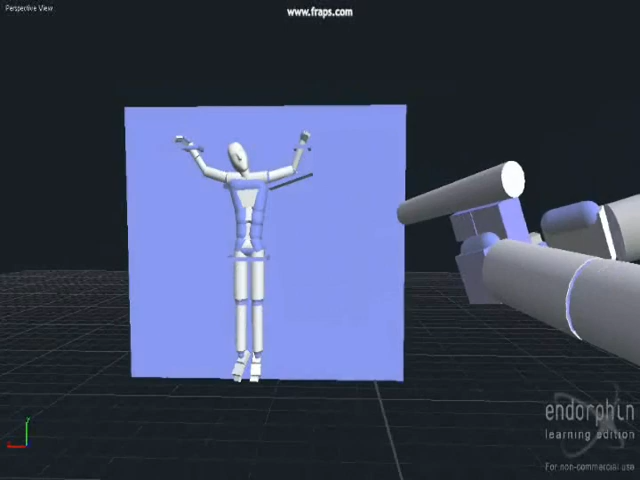 Perspective View
www.fraps.com
endorphin
learning edition
For non-commercial use